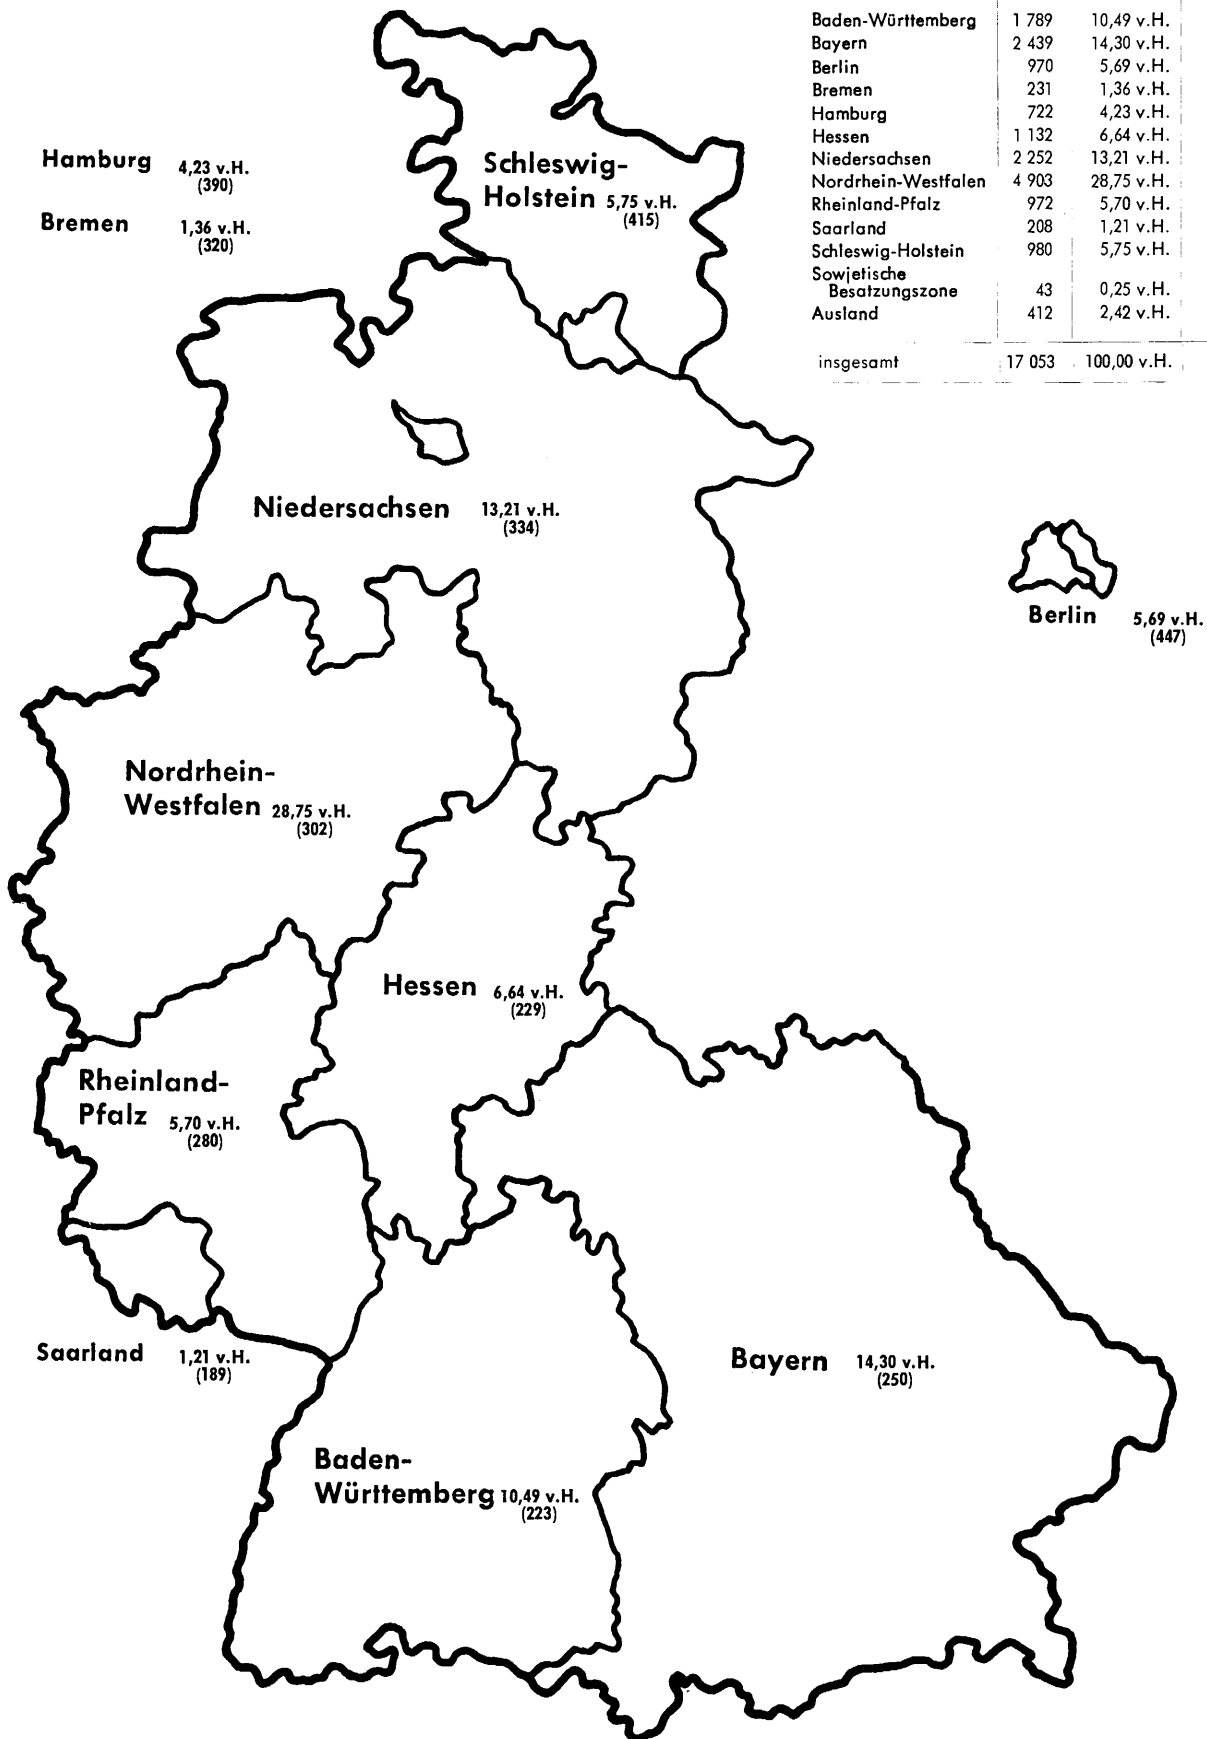 Baden-Württemberg 1 789 10,49 v.H.
Bayern 2 439 14,30 v.H.
Berlin 970 5,69 v.H.
Bremen 231 1,36 v.H.
Hamburg 722 4,23 v.H.
Hessen 1 132 6,64 v.H.
Niedersachsen 2 252 13,21 v.H.
Nordrhein-Westfalen 4 903 28,75 v.H.
Rheinland-Pfalz 972 5,70 v.H.
Saarland 208 1,21 v.H.
Schleswig-Holstein 980 5,75 v.H.
Sowjetische
Besatzungszone 43 0,25 v.H.
Ausland 412 2,42 v.H.
insgesamt 17 053 100,00 v.H.
Hamburg 4,23 v.H.
(390)
Bremen 1,36 v.H.
(320)
Schleswig-
Holstein 5,75 v.H.
(415)
Niedersachsen 13,21 v.H.
(334)
Berlin 5,69 v.H.
(447)
Nordrhein-
Westfalen 28,75 v.H.
(302)
Hessen 6,64 v.H.
(229)
Rheinland-
Pfalz 5,70 v.H.
(280)
Saarland 1,21 v.H.
(189)
Bayern 14,30 v.H.
(250)
Baden-
Württemberg 10,49 v.H.
(223)